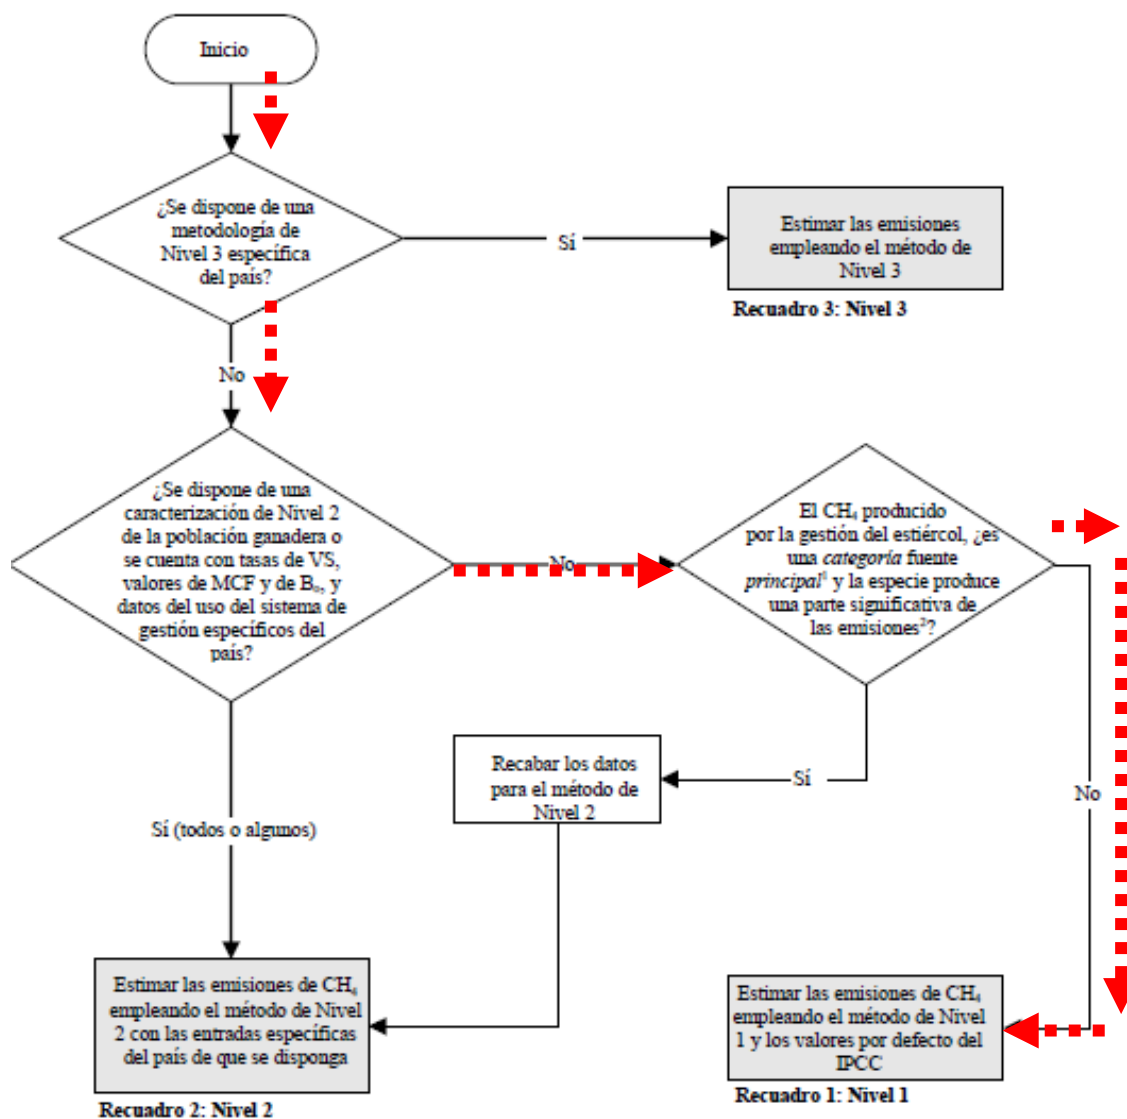 Inicio
¿Se dispone de una
metodología de
Nivel 3 específica
del país?
Sí
Estimar las emisiones
empleando el método de
Nivel 3
Recuadro 3: Nivel 3
No
¿Se dispone de una
caracterización de Nivel 2
de la población ganadera o
se cuenta con tasas de VS,
valores de MCF y de Bₒ, y
datos del uso del sistema de
gestión específicos del
país?
No
El CH₄ producido
por la gestión del estiércol, ¿es
una categoría fuente
principal¹ y la especie produce
una parte significativa de
las emisiones²?
Recabar los datos
para el método de
Nivel 2
Sí
No
Sí (todos o algunos)
Estimar las emisiones de CH₄
empleando el método de Nivel
2 con las entradas específicas
del país de que se disponga
Recuadro 2: Nivel 2
Estimar las emisiones de CH₄
empleando el método de Nivel
1 y los valores por defecto del
IPCC
Recuadro 1: Nivel 1